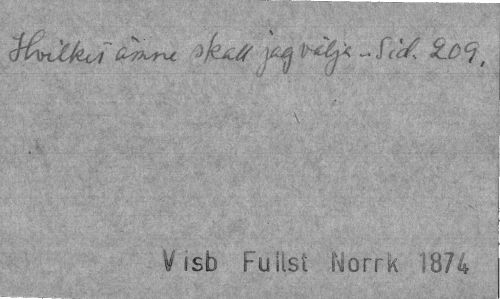 Hvilket ämne skall jag välja - Sid. 209.
Visb Fullst Norrk 1874